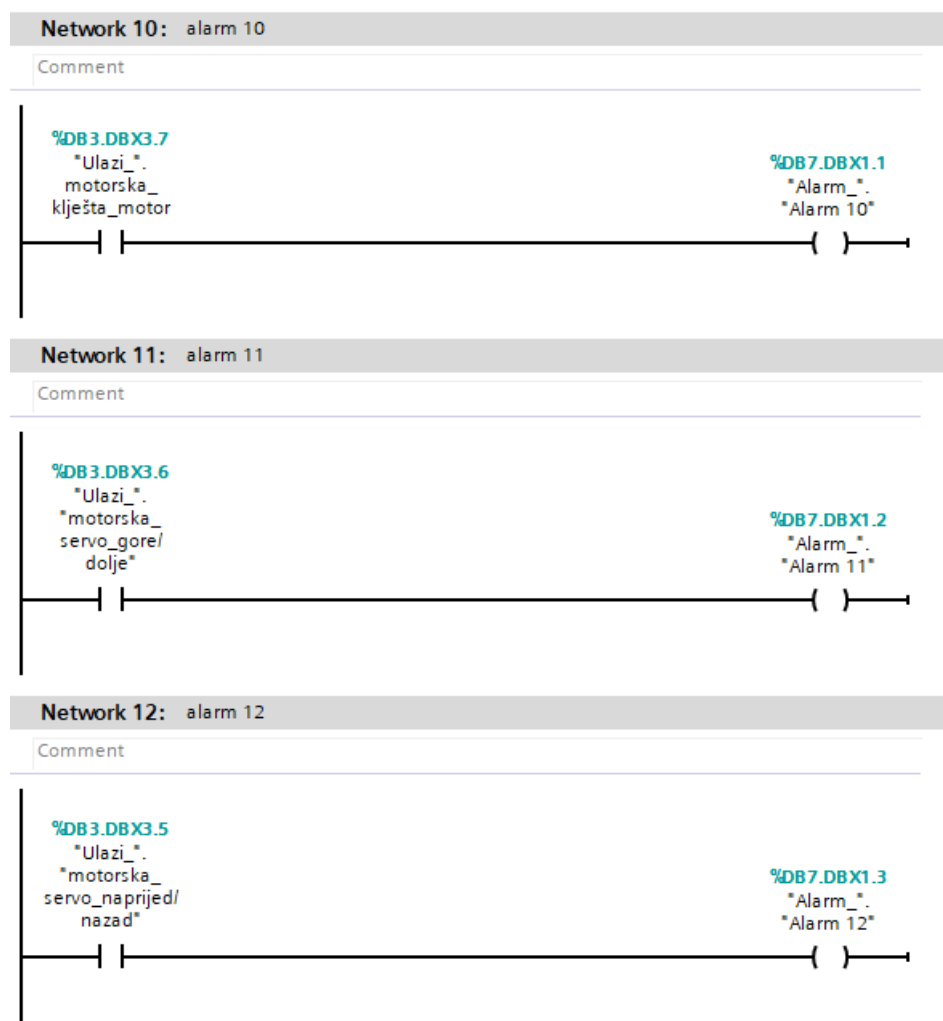 Network 10: alarm 10
Comment
%DB3.DBX3.7
"Ulazi_".
motorska_
klješta_motor
%DB7.DBX1.1
"Alarm_".
"Alarm 10"
Network 11: alarm 11
Comment
%DB3.DBX3.6
"Ulazi_".
"motorska_
servo_gore/
dolje"
%DB7.DBX1.2
"Alarm_".
"Alarm 11"
Network 12: alarm 12
Comment
%DB3.DBX3.5
"Ulazi_".
"motorska_
servo_naprijed/
nazad"
%DB7.DBX1.3
"Alarm_".
"Alarm 12"